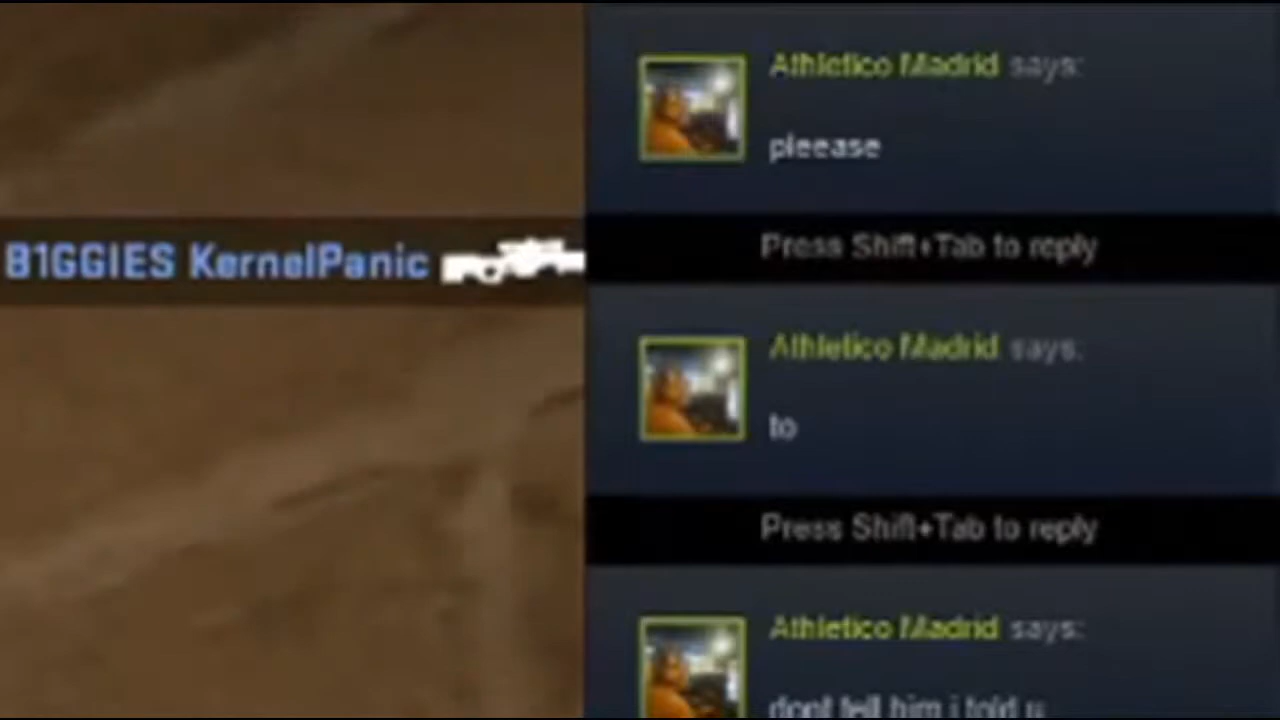 Athletico Madrid says:
pleease
B1GGIES KernelPanic
Press Shift+Tab to reply
Athletico Madrid says:
to
Press Shift+Tab to reply
Athletico Madrid says:
dont tell him i told u